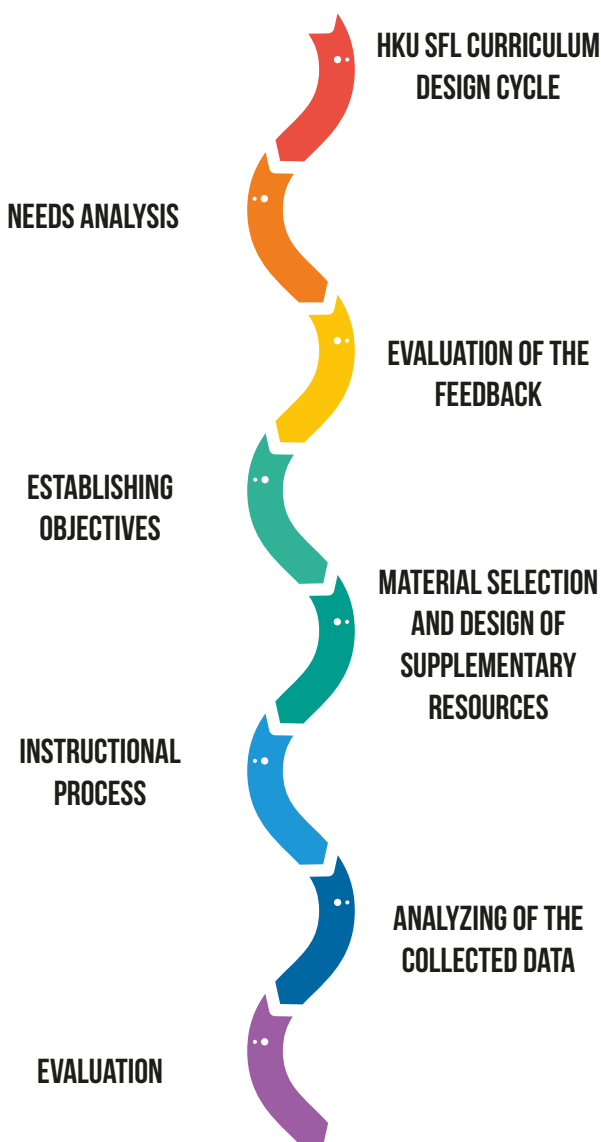 HKU SFL CURRICULUM
DESIGN CYCLE
NEEDS ANALYSIS
EVALUATION OF THE
FEEDBACK
ESTABLISHING
OBJECTIVES
MATERIAL SELECTION
AND DESIGN OF
SUPPLEMENTARY
RESOURCES
INSTRUCTIONAL
PROCESS
ANALYZING OF THE
COLLECTED DATA
EVALUATION